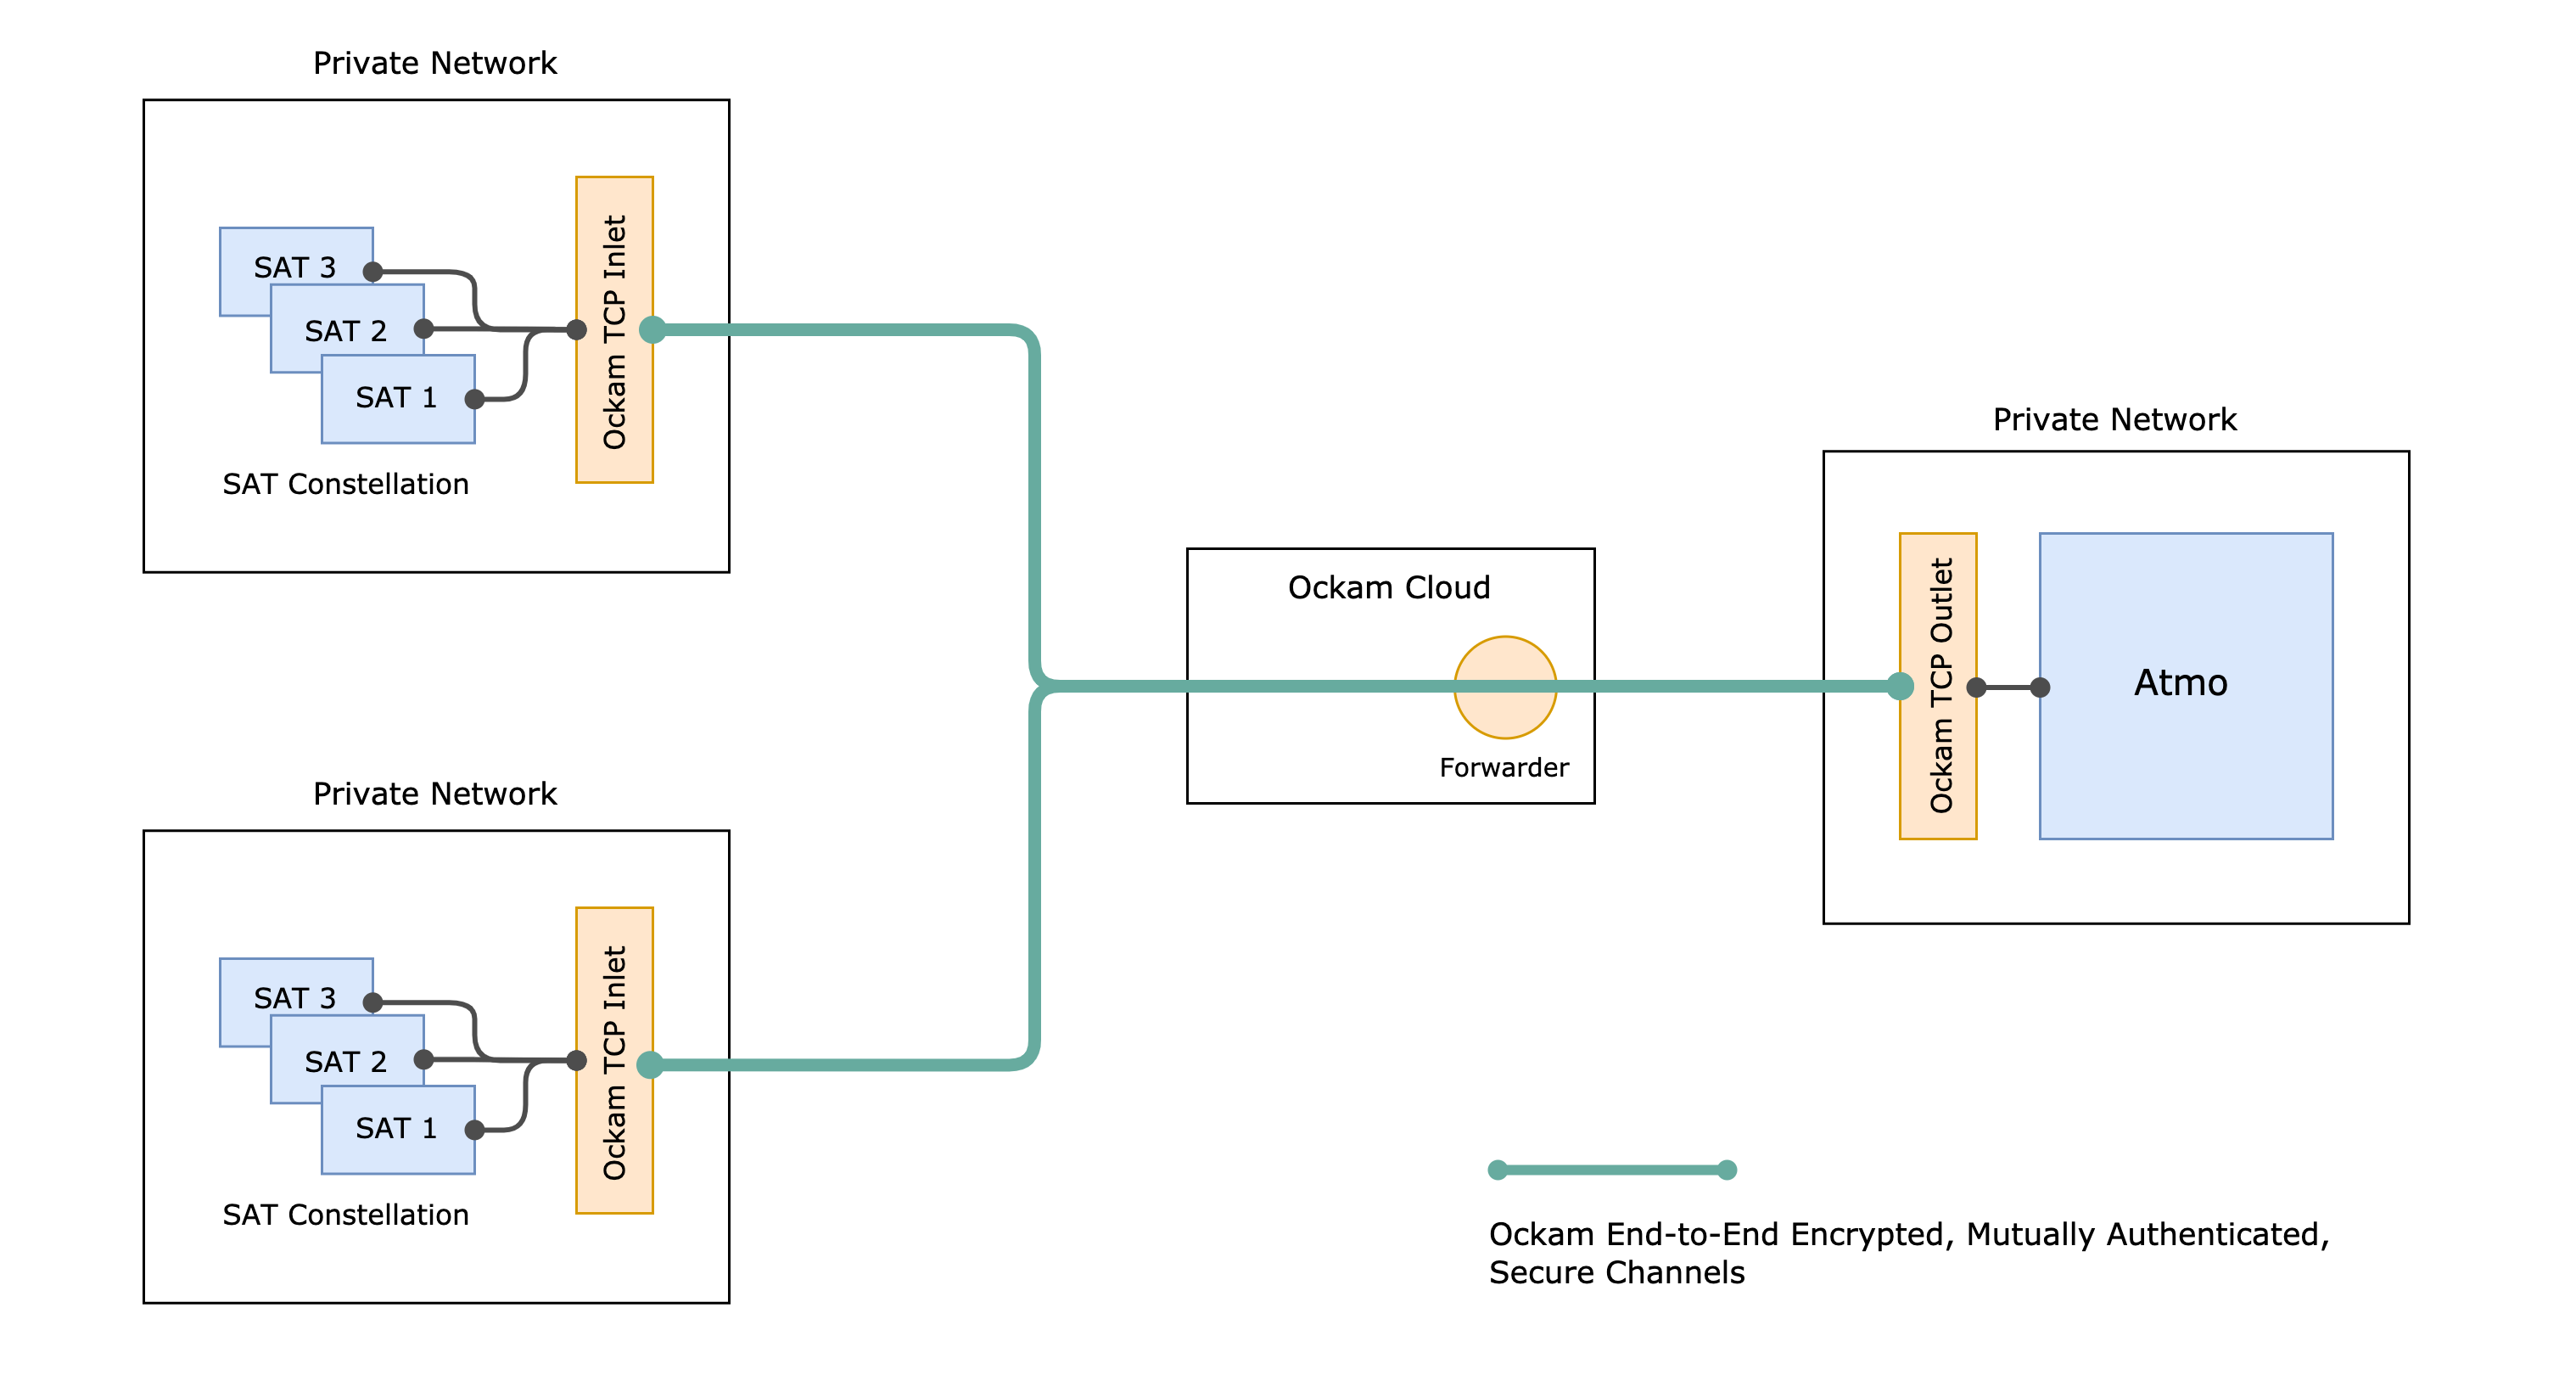 Private Network
SAT 3
SAT 2
SAT 1
SAT Constellation
Ockam TCP Inlet
Private Network
SAT 3
SAT 2
SAT 1
SAT Constellation
Ockam TCP Inlet
Ockam Cloud
Forwarder
Private Network
Ockam TCP Outlet
Atmo
Ockam End-to-End Encrypted, Mutually Authenticated,
Secure Channels